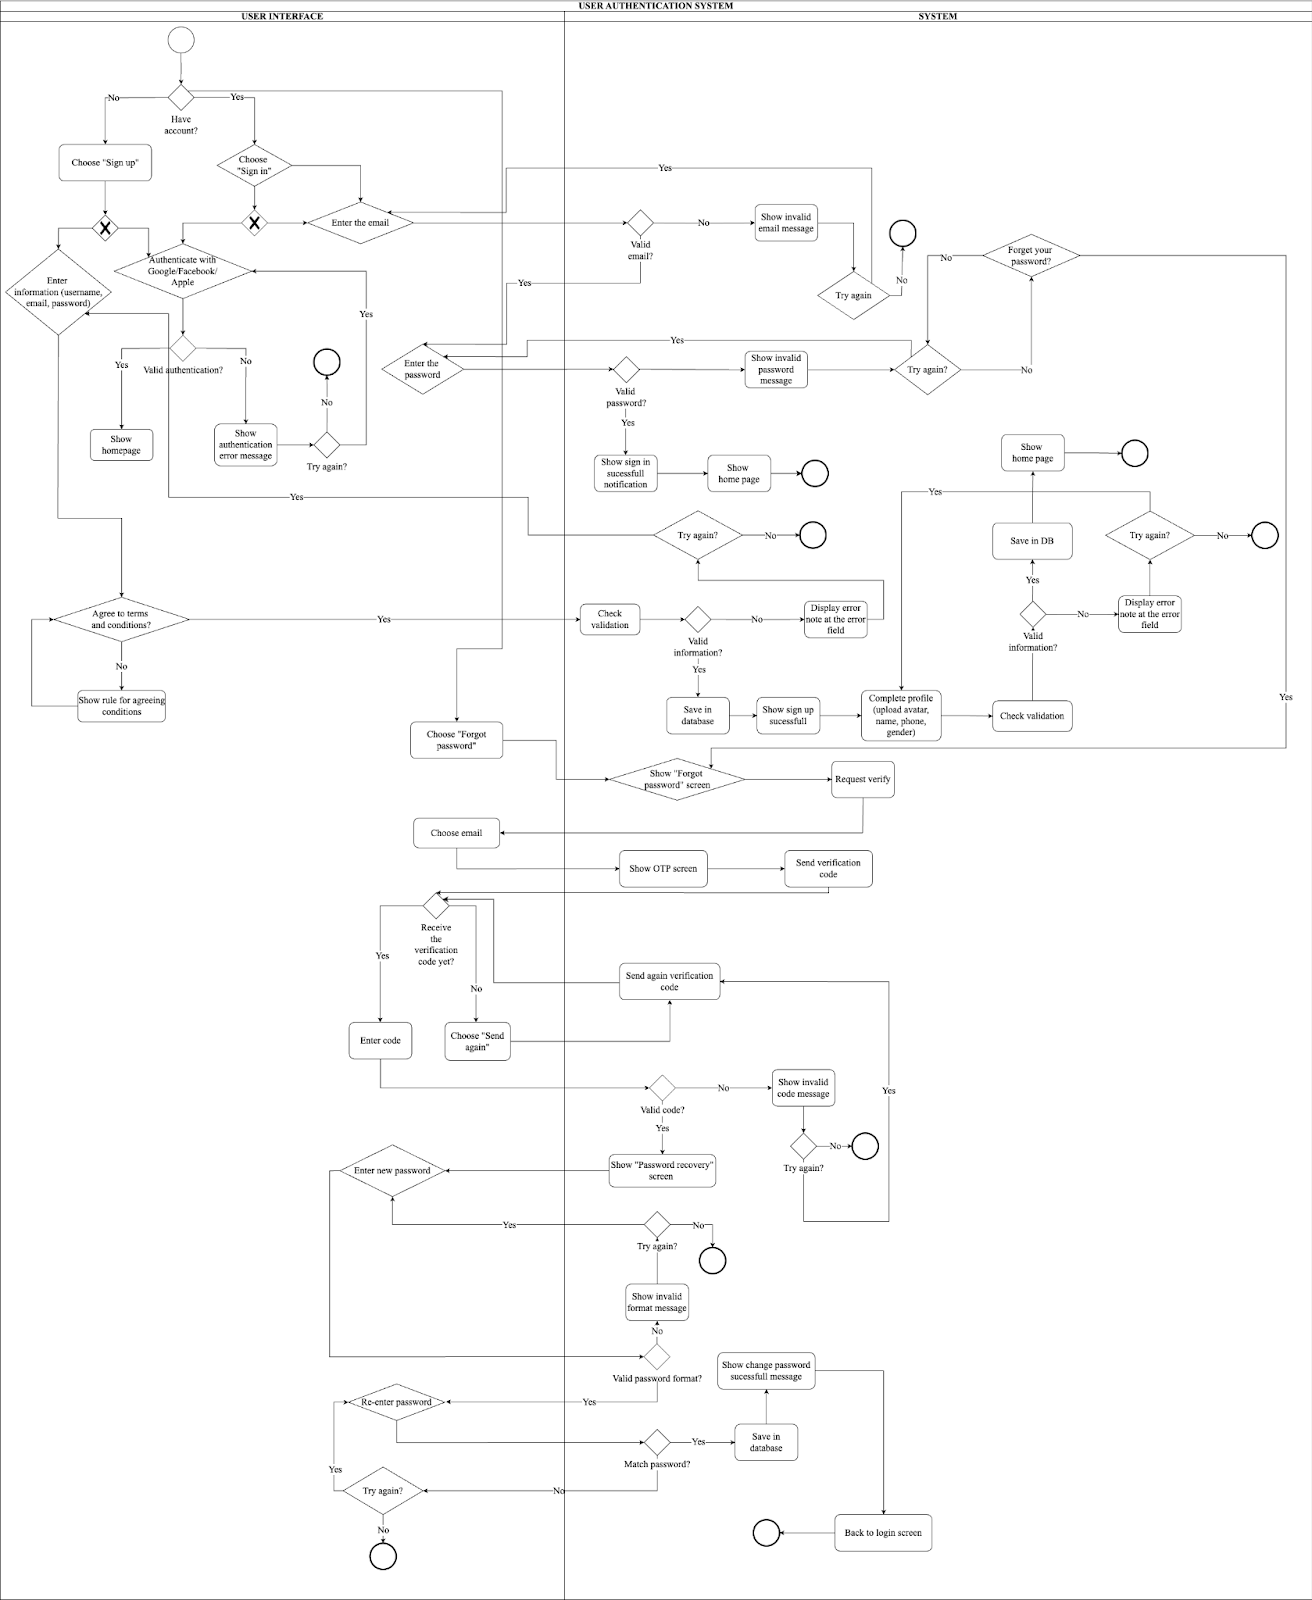 USER AUTHENTICATION SYSTEM
USER INTERFACE
SYSTEM
No
Yes
Have
account?
Choose "Sign up"
Choose
"Sign in"
Yes
X
X
Enter the email
No
Show invalid
email message
Valid
email?
Authenticate with
Google/Facebook/
Apple
Enter
information (username,
email, password)
Forget your
password?
No
Yes
No
Try again
Yes
Yes
Yes
No
Valid authentication?
Enter the
password
Show invalid
password
message
Try again?
No
Valid
password?
No
Yes
Show
homepage
Show
authentication
error message
Try again?
Show sign in
sucessfull
notification
Show
home page
Show
home page
Yes
Yes
Try again?
No
Save in DB
Try again?
No
Yes
Agree to terms
and conditions?
Yes
Check
validation
No
Display error
note at the error
field
No
Display error
note at the error
field
Valid
information?
Valid
information?
No
Yes
Show rule for agreeing
conditions
Save in
database
Show sign up
sucessfull
Complete profile
(upload avatar,
name, phone,
gender)
Check validation
Yes
Choose "Forgot
password"
Show "Forgot
password" screen
Request verify
Choose email
Show OTP screen
Send verification
code
Receive
the
verification
code yet?
Yes
No
Send again verification
code
Enter code
Choose "Send
again"
No
Show invalid
code message
Yes
Valid code?
Yes
No
Try again?
Enter new password
Show "Password recovery"
screen
Yes
No
Try again?
Show invalid
format message
No
Valid password format?
Show change password
sucessfull message
Re-enter password
Yes
Yes
Save in
database
Match password?
Yes
Try again?
No
No
Back to login screen